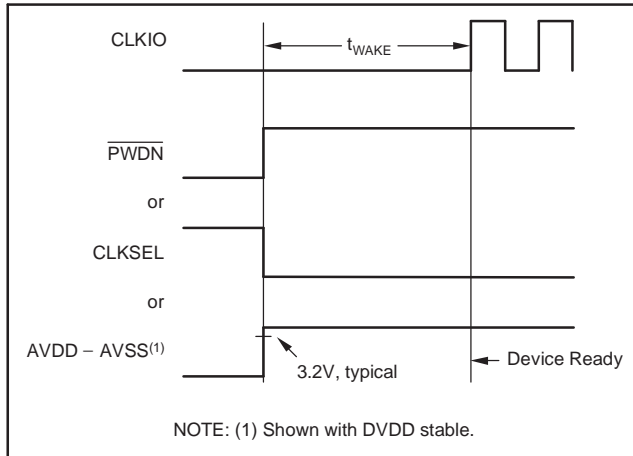 CLKIO
tWAKE
PWDN
or
CLKSEL
or
AVDD – AVSS(1)
3.2V, typical
Device Ready
NOTE: (1) Shown with DVDD stable.